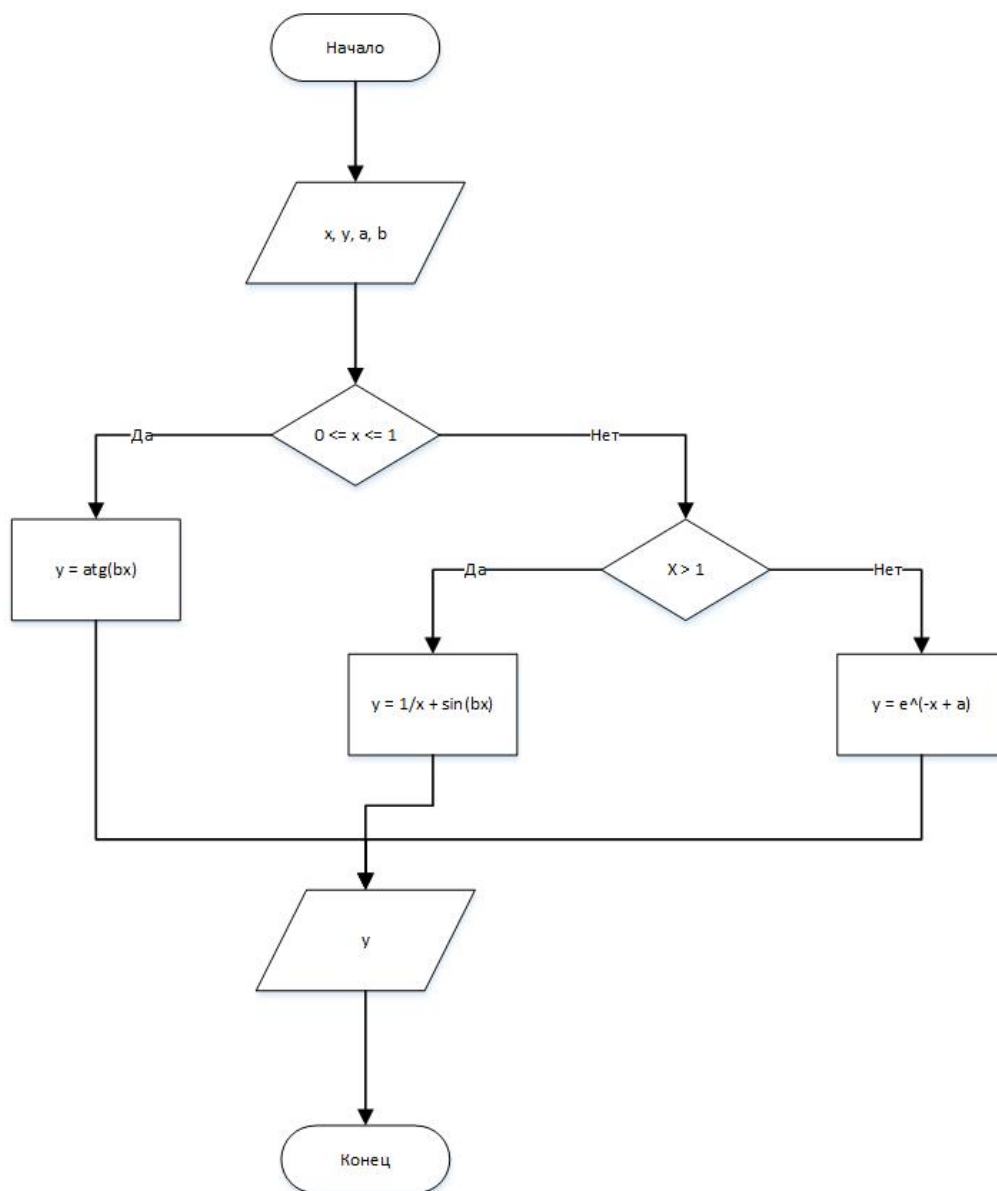 Начало
x, y, a, b
0 <= x <= 1
Да
Нет
y = atg(bx)
X > 1
Да
Нет
y = 1/x + sin(bx)
y = e^(-x + a)
y
Конец